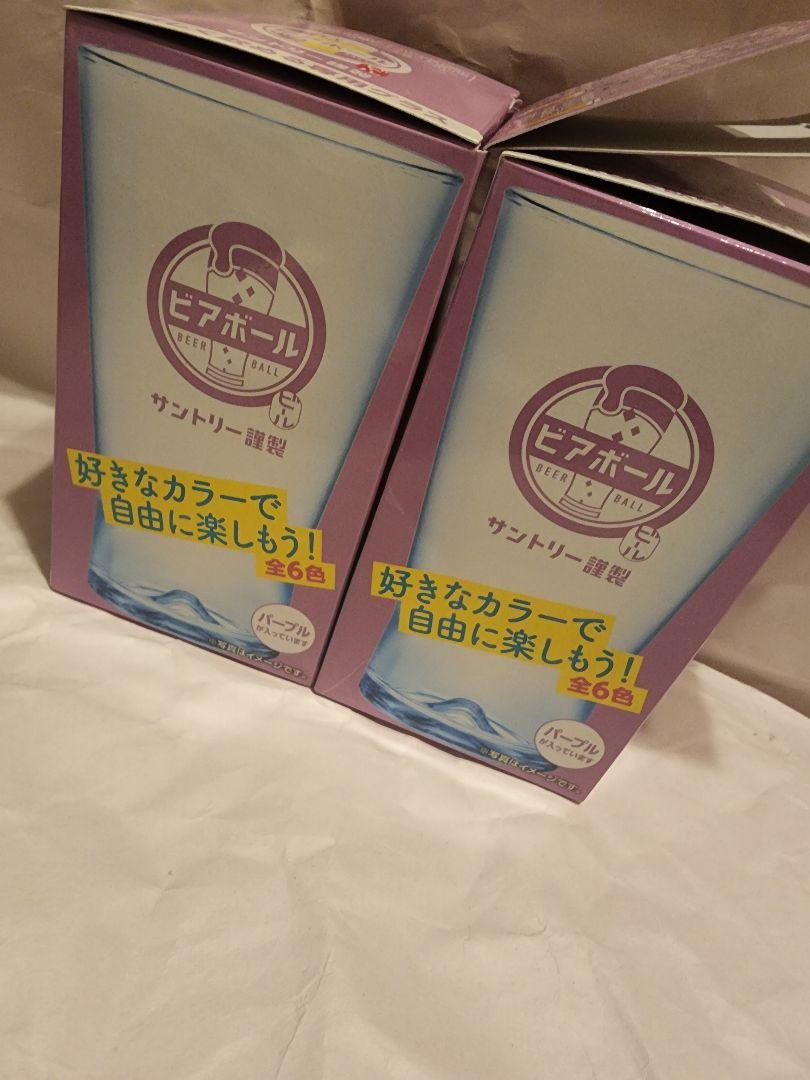 ビアボール
BEER BALL
ビール
サントリー謹製
好きなカラーで
自由に楽しもう!
全6色
パープル
が入っています
※写真はイメージです。
ビアボール
BEER BALL
ビール
サントリー謹製
好きなカラーで
自由に楽しもう!
全6色
パープル
が入っています
※写真はイメージです。